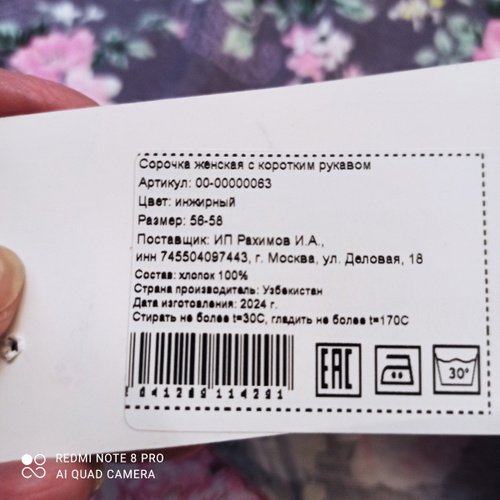 Сорочка женская с коротким рукавом
Артикул: 00-00000063
Цвет: инжирный
Размер: 56-58
Поставщик: ИП Рахимов И.А.,
инн 745504097443, г. Москва, ул. Деловая, 18
Состав: хлопок 100%
Страна производитель: Узбекистан
Дата изготовления: 2024 г.
Стирать не более t=30С, гладить не более t=170С
EAC
30°
REDMI NOTE 8 PRO
AI QUAD CAMERA